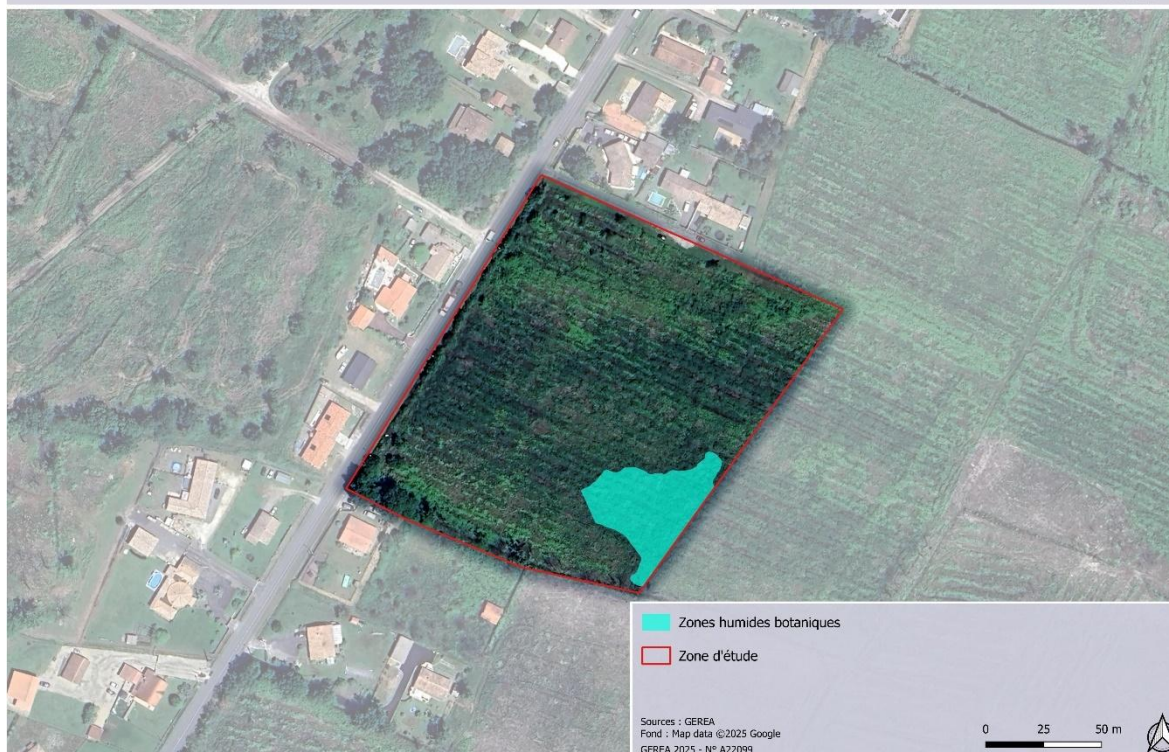 Zones humides botaniques
Zone d'étude
Sources : GEREA
Fond : Map data ©2025 Google
GEREA 2025 - N° A22099
0 25 50 m